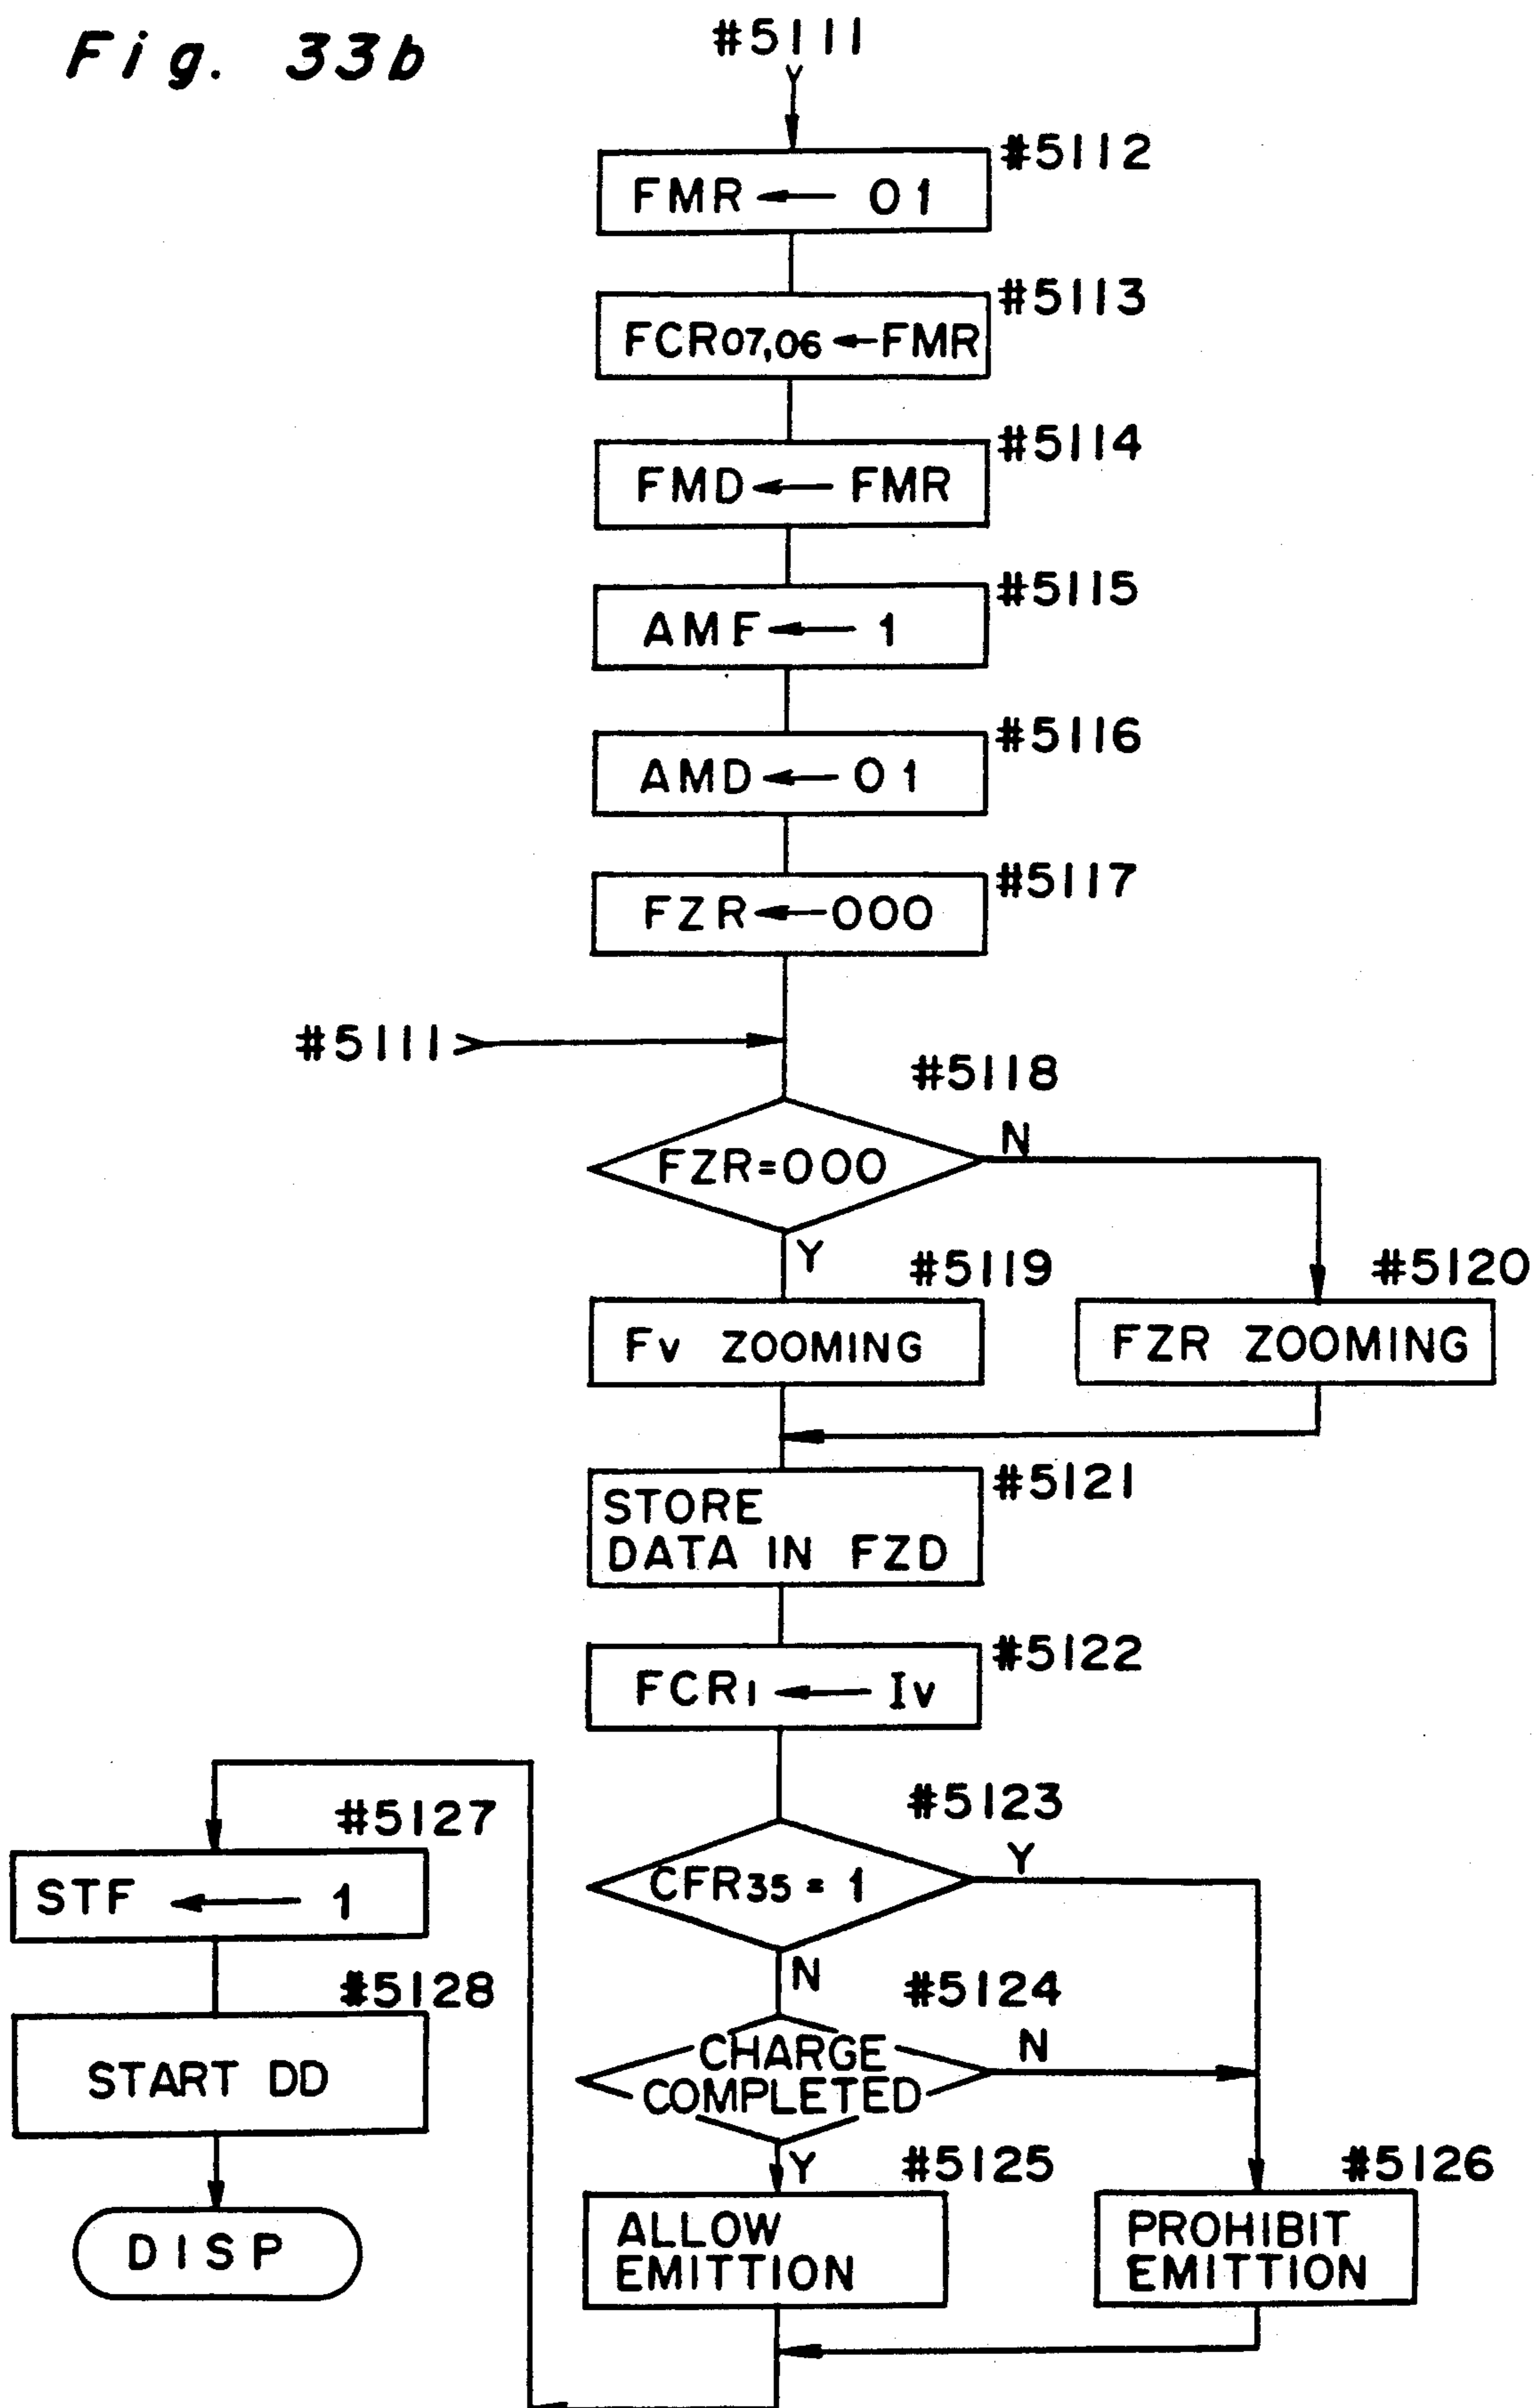 Fig. 33b
#5111
#5112
FMR ← 01
#5113
FCR07,06 ← FMR
#5114
FMD ← FMR
#5115
AMF ← 1
#5116
AMD ← 01
#5117
FZR ← 000
#5111
#5118
FZR=000
N
Y
#5119
Fv ZOOMING
#5120
FZR ZOOMING
#5121
STORE
DATA IN FZD
#5122
FCR1 ← Iv
#5123
CFR35 = 1
Y
N
#5124
CHARGE
COMPLETED
N
Y
#5125
ALLOW
EMITTION
#5126
PROHIBIT
EMITTION
#5127
STF ← 1
#5128
START DD
DISP